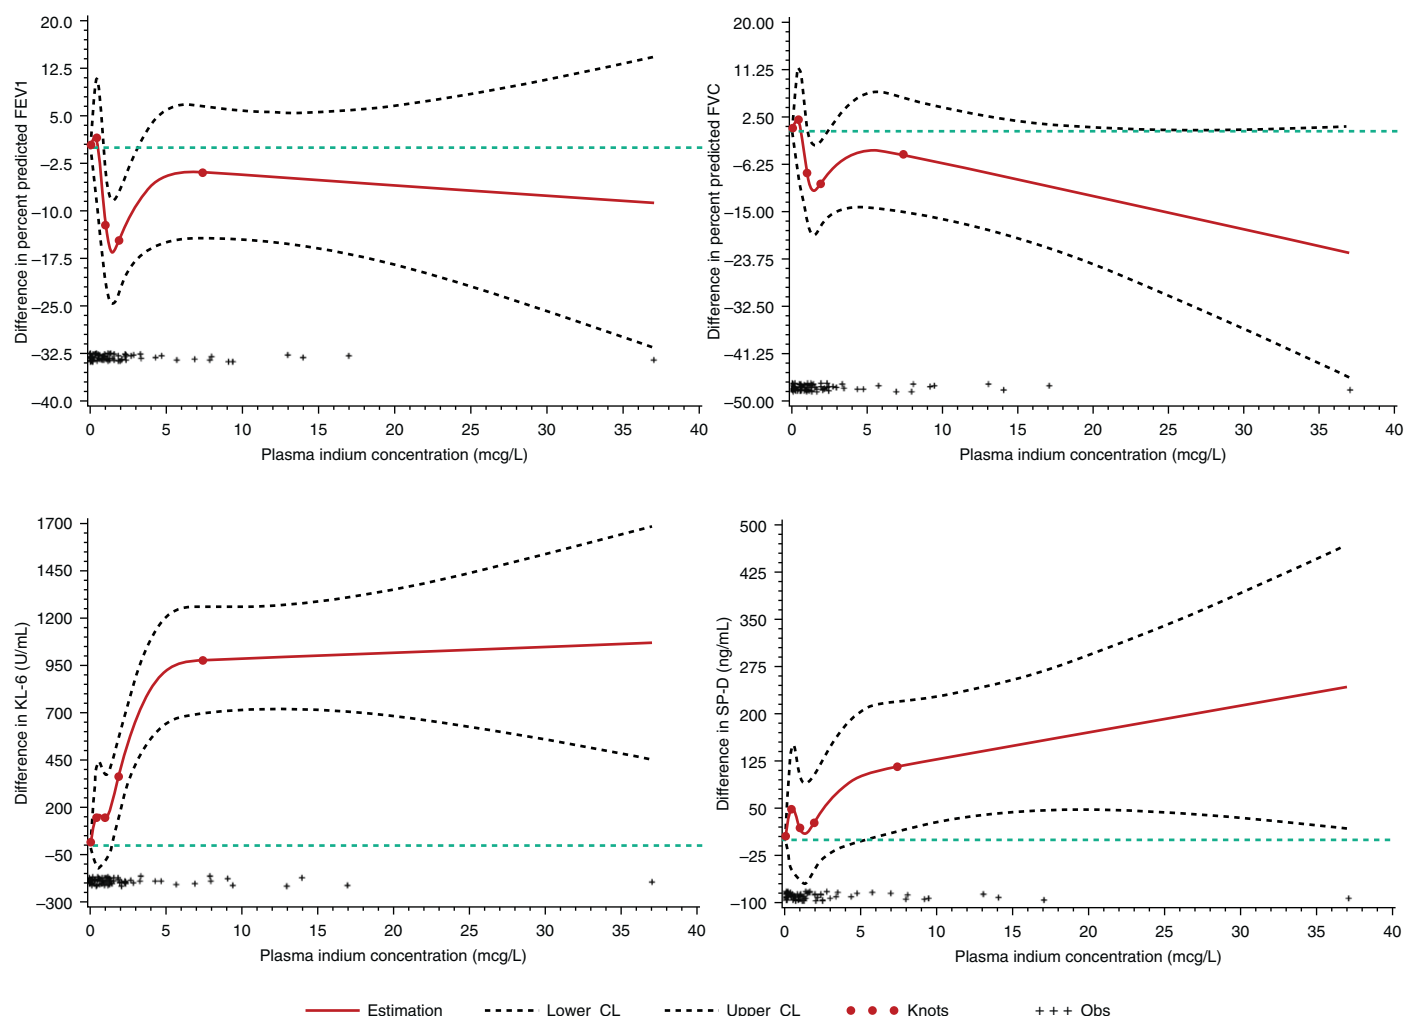 Difference in percent predicted FEV1
20.0
12.5
5.0
–2.5
–10.0
–17.5
–25.0
–32.5
–40.0
0 5 10 15 20 25 30 35 40
Plasma indium concentration (mcg/L)
Difference in percent predicted FVC
20.00
11.25
2.50
–6.25
–15.00
–23.75
–32.50
–41.25
–50.00
0 5 10 15 20 25 30 35 40
Plasma indium concentration (mcg/L)
Difference in KL-6 (U/mL)
1700
1450
1200
950
700
450
200
–50
–300
0 5 10 15 20 25 30 35 40
Plasma indium concentration (mcg/L)
Difference in SP-D (ng/mL)
500
425
350
275
200
125
50
–25
–100
0 5 10 15 20 25 30 35 40
Plasma indium concentration (mcg/L)
Estimation Lower CL Upper CL Knots +++ Obs